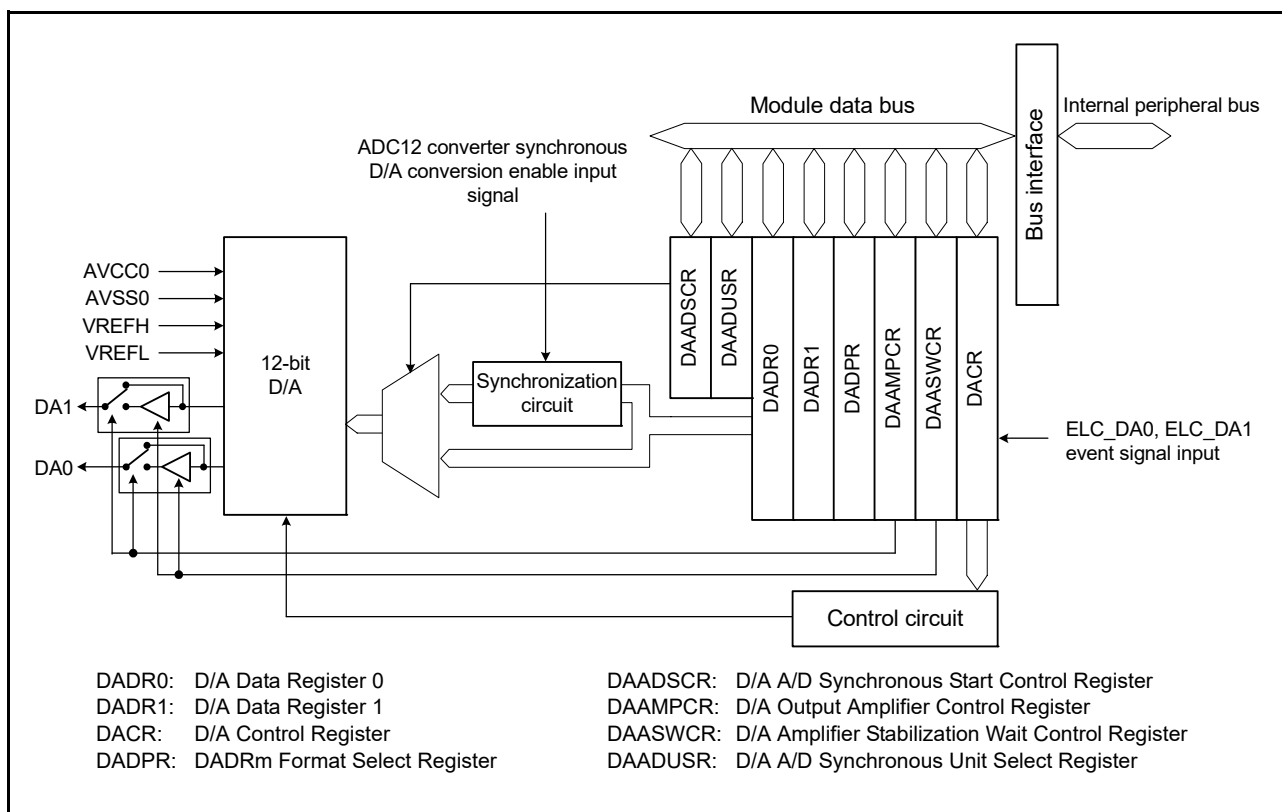 Module data bus
Internal peripheral bus
Bus interface
ADC12 converter synchronous
D/A conversion enable input
signal
AVCC0
AVSS0
VREFH
VREFL
12-bit
D/A
Synchronization
circuit
DAADSCR
DAADUSR
DADR0
DADR1
DADPR
DAAMPCR
DAASWCR
DACR
DA1
DA0
ELC_DA0, ELC_DA1
event signal input
Control circuit
DADR0: D/A Data Register 0
DADR1: D/A Data Register 1
DACR: D/A Control Register
DADPR: DADRm Format Select Register
DAADSCR: D/A A/D Synchronous Start Control Register
DAAMPCR: D/A Output Amplifier Control Register
DAASWCR: D/A Amplifier Stabilization Wait Control Register
DAADUSR: D/A A/D Synchronous Unit Select Register